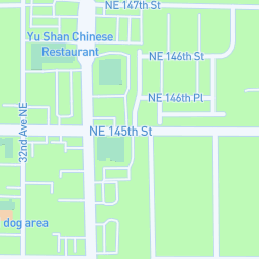 NE 147th St
Yu Shan Chinese
Restaurant
NE 146th St
NE 146th Pl
NE 145th St
32nd Ave NE
dog area